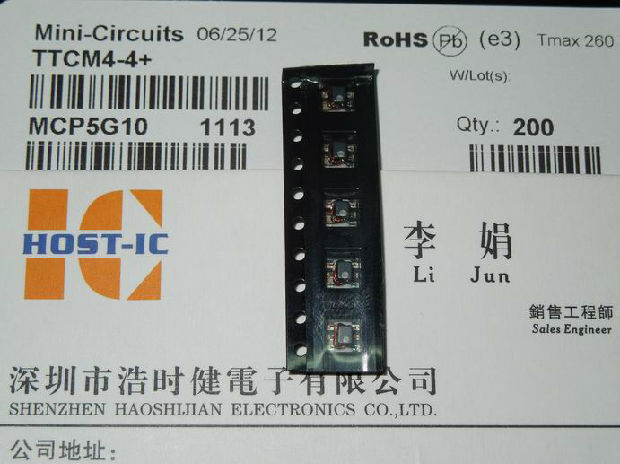 Mini-Circuits 06/25/12 RoHS Pb (e3) Tmax 260
TTCM4-4+ W/Lot(s):
MCP5G10 1113 Qty.: 200
IC
HOST-IC
李 娟
Li Jun
銷售工程師
Sales Engineer
深圳市浩时健電子有限公司
SHENZHEN HAOSHIJIAN ELECTRONICS CO.,LTD.
公司地址: